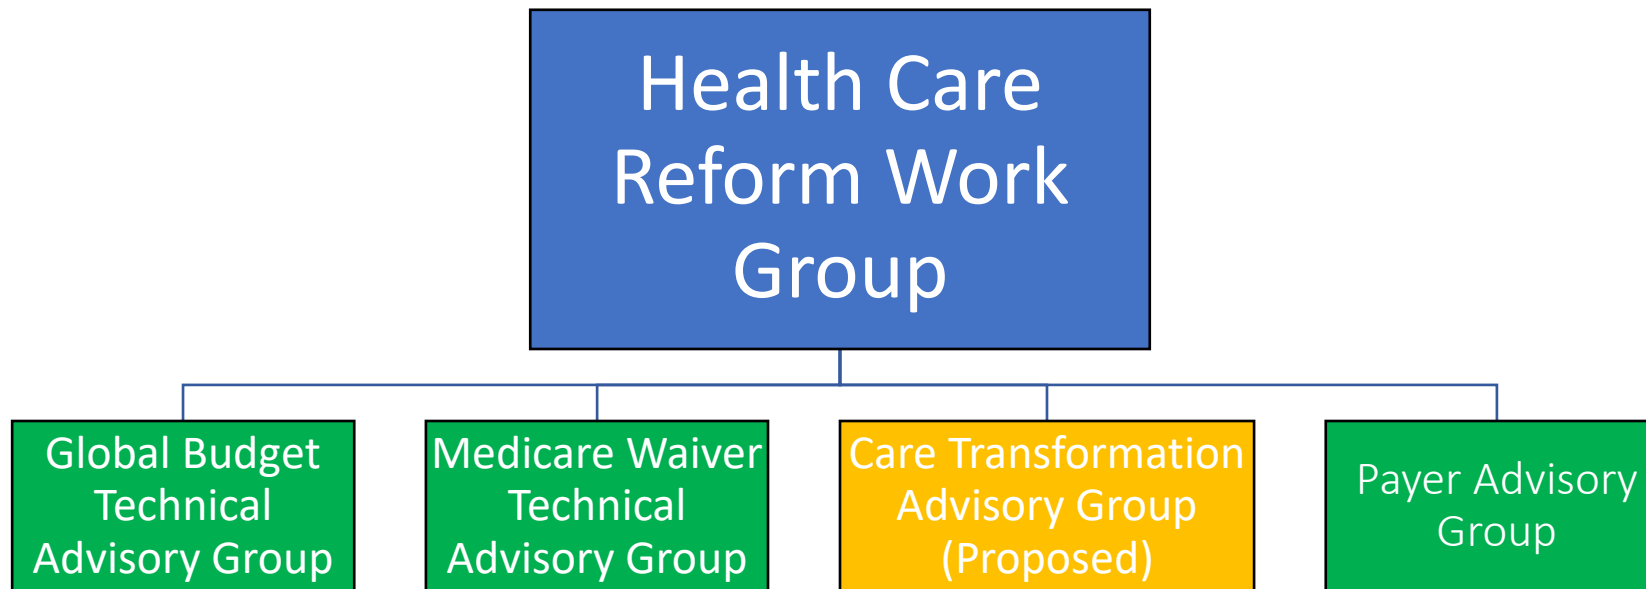 Health Care
Reform Work
Group
Global Budget
Technical
Advisory Group
Medicare Waiver
Technical
Advisory Group
Care Transformation
Advisory Group
(Proposed)
Payer Advisory
Group